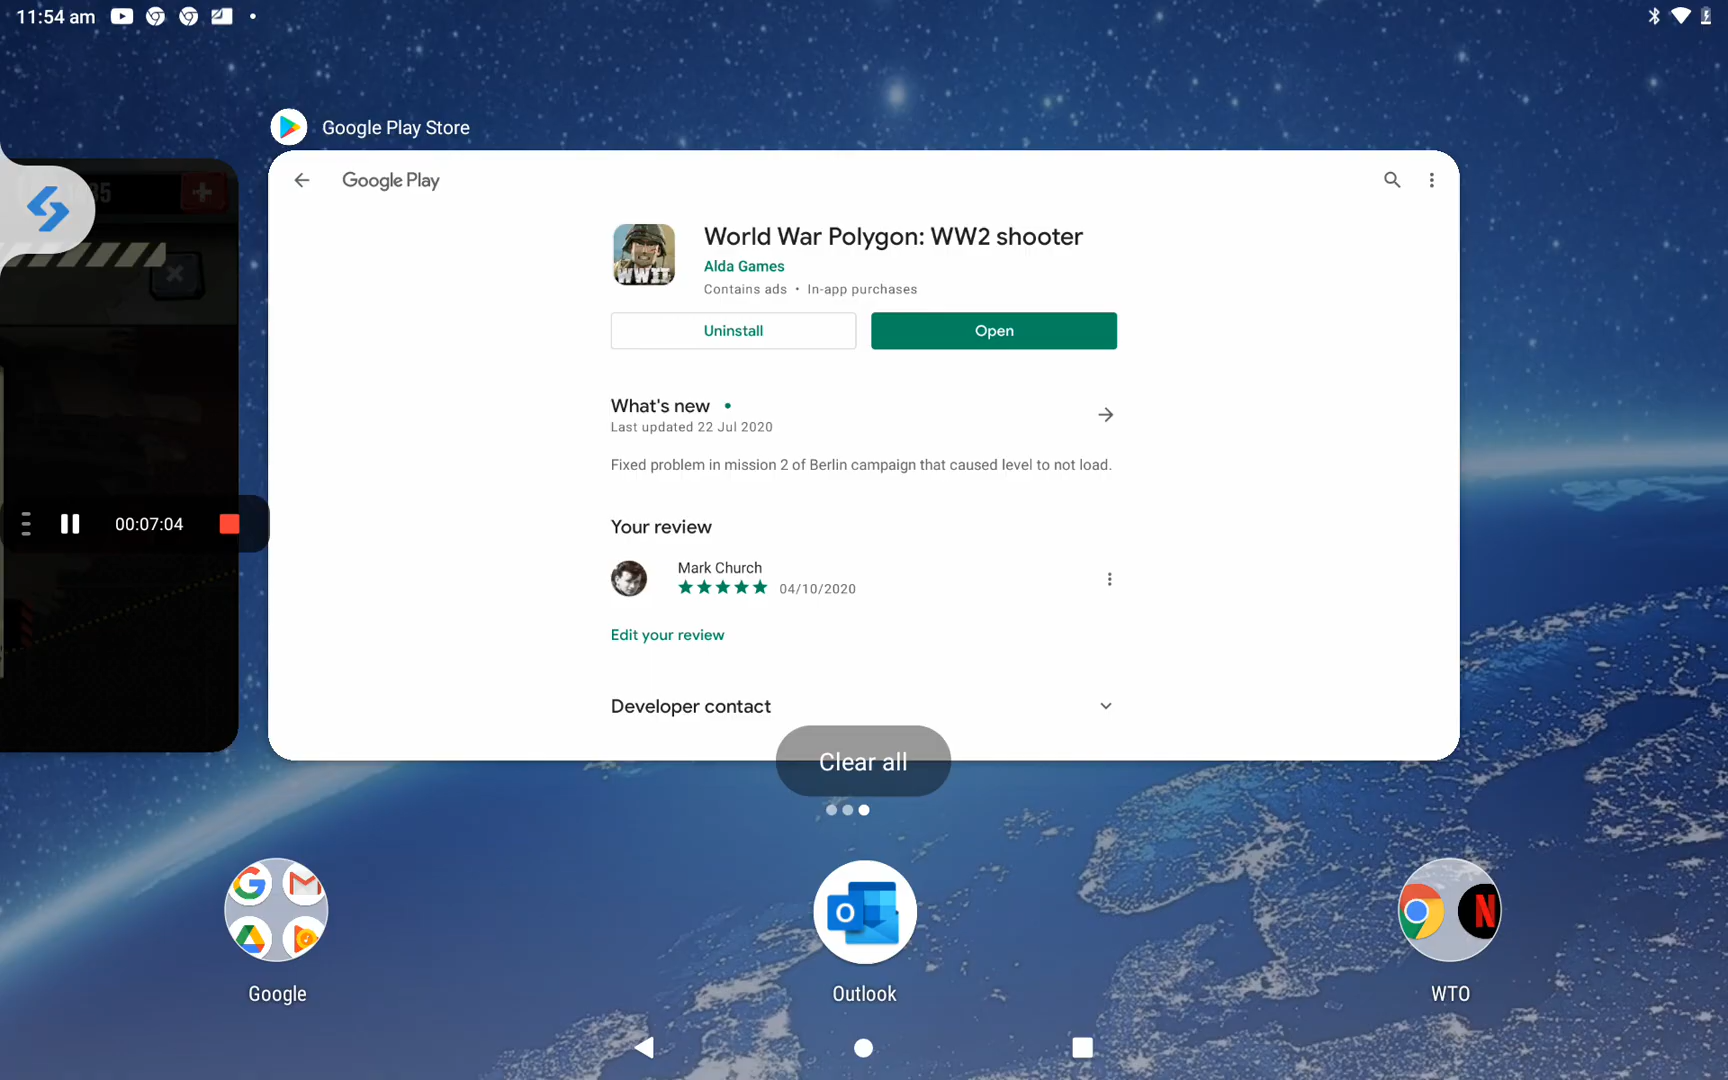 11:54 am
Google Play Store
Google Play
World War Polygon: WW2 shooter
Alda Games
Contains ads • In-app purchases
Uninstall
Open
What's new
Last updated 22 Jul 2020
Fixed problem in mission 2 of Berlin campaign that caused level to not load.
00:07:04
Your review
Mark Church
04/10/2020
Edit your review
Developer contact
Clear all
Google
Outlook
WTO